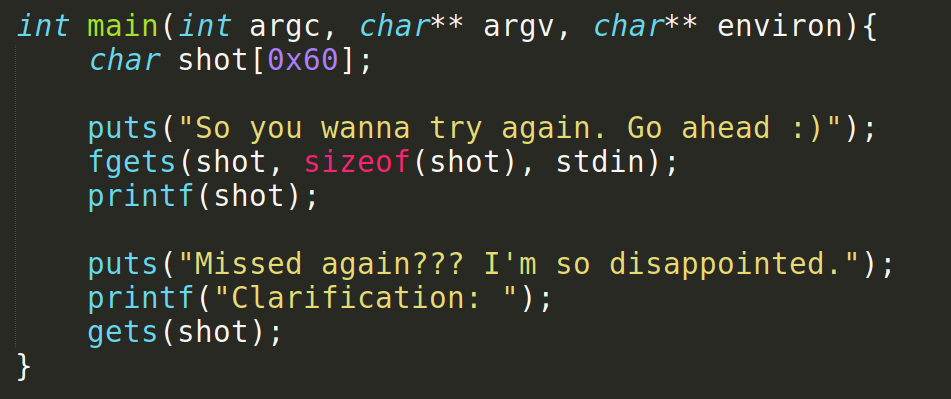 int main(int argc, char** argv, char** environ){
    char shot[0x60];

    puts("So you wanna try again. Go ahead :)");
    fgets(shot, sizeof(shot), stdin);
    printf(shot);

    puts("Missed again??? I'm so disappointed.");
    printf("Clarification: ");
    gets(shot);
}